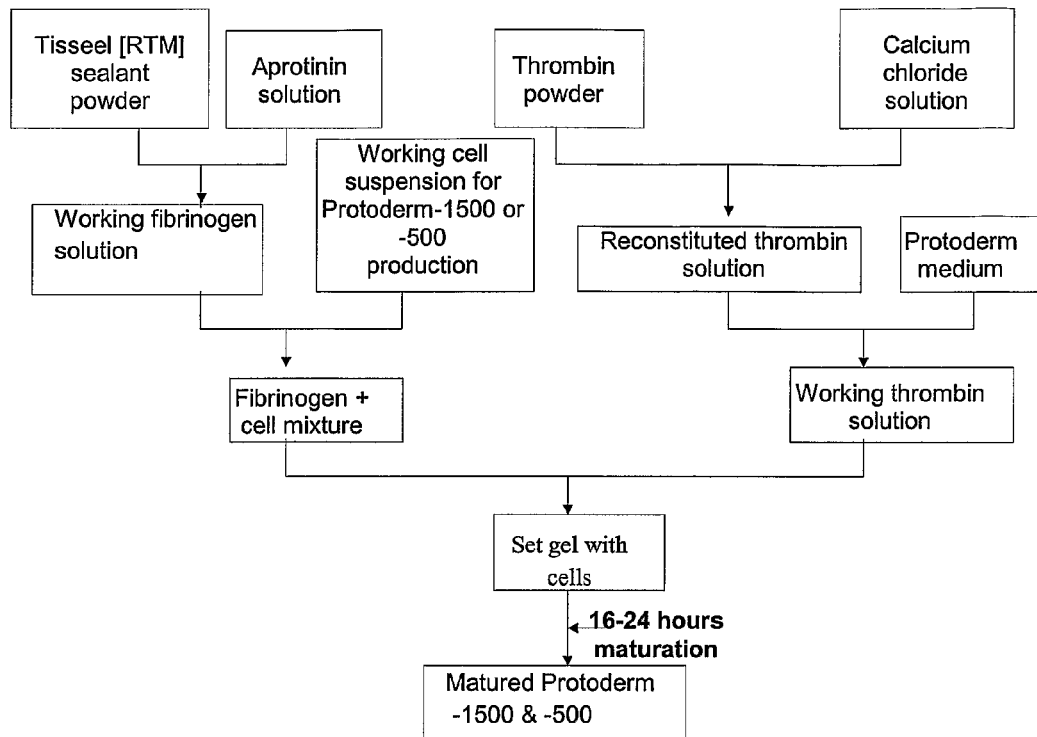 Tisseel [RTM]
sealant
powder
Aprotinin
solution
Thrombin
powder
Calcium
chloride
solution
Working cell
suspension for
Protoderm-1500 or
-500
production
Working fibrinogen
solution
Reconstituted thrombin
solution
Protoderm
medium
Fibrinogen +
cell mixture
Working thrombin
solution
Set gel with
cells
16-24 hours
maturation
Matured Protoderm
-1500 & -500